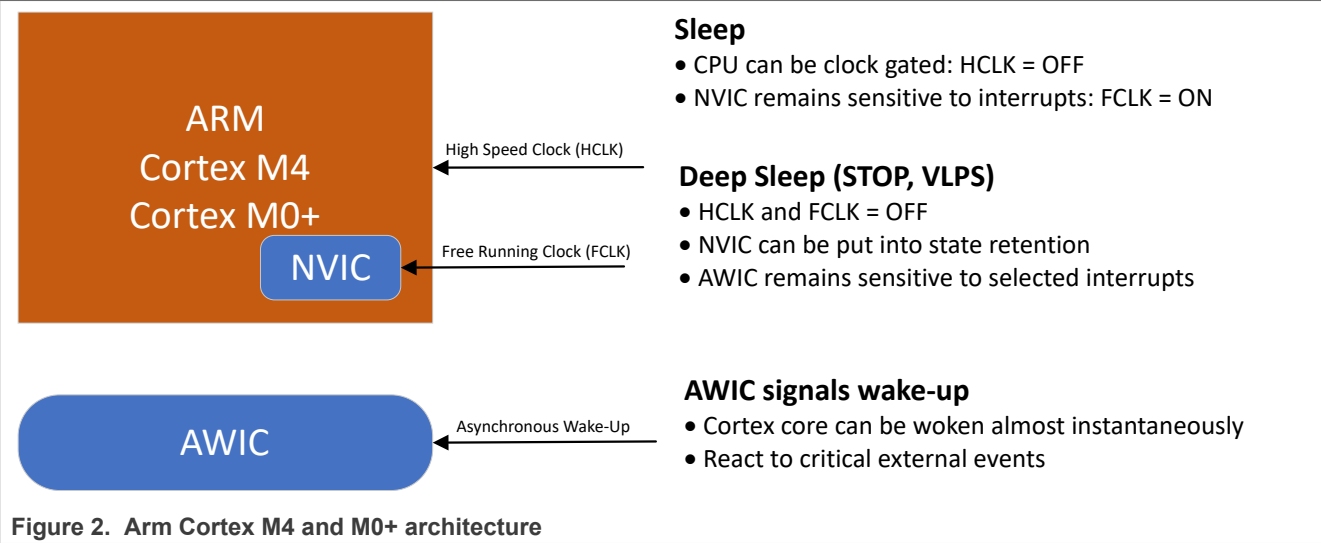 ARM
Cortex M4
Cortex M0+
NVIC
High Speed Clock (HCLK)
Free Running Clock (FCLK)
Sleep
• CPU can be clock gated: HCLK = OFF
• NVIC remains sensitive to interrupts: FCLK = ON
Deep Sleep (STOP, VLPS)
• HCLK and FCLK = OFF
• NVIC can be put into state retention
• AWIC remains sensitive to selected interrupts
AWIC
Asynchronous Wake-Up
AWIC signals wake-up
• Cortex core can be woken almost instantaneously
• React to critical external events
Figure 2. Arm Cortex M4 and M0+ architecture